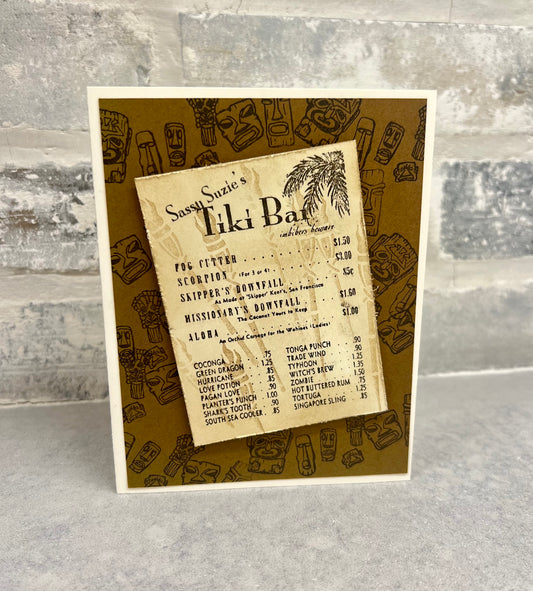 Sassy Suzie's
Tiki Bar
imbibers beware
FOG CUTTER $1.50
SCORPION (For 3 or 4) $3.00
SKIPPER'S DOWNFALL 85¢
As Made at "Skipper" Kent's, San Francisco
MISSIONARY'S DOWNFALL $1.60
The Coconut Yours to Keep
ALOHA $1.00
An Orchid Corsage for the Wahines (Ladies)
COCONGA .75
GREEN DRAGON 1.25
HURRICANE .85
LOVE POTION .85
PAGAN LOVE .90
PLANTER'S PUNCH 1.00
SHARK'S TOOTH .90
SOUTH SEA COOLER .85
TONGA PUNCH .90
TRADE WIND .90
TYPHOON 1.25
WITCH'S BREW 1.35
ZOMBIE 1.50
HOT BUTTERED RUM .75
TORTUGA 1.25
SINGAPORE SLING .85